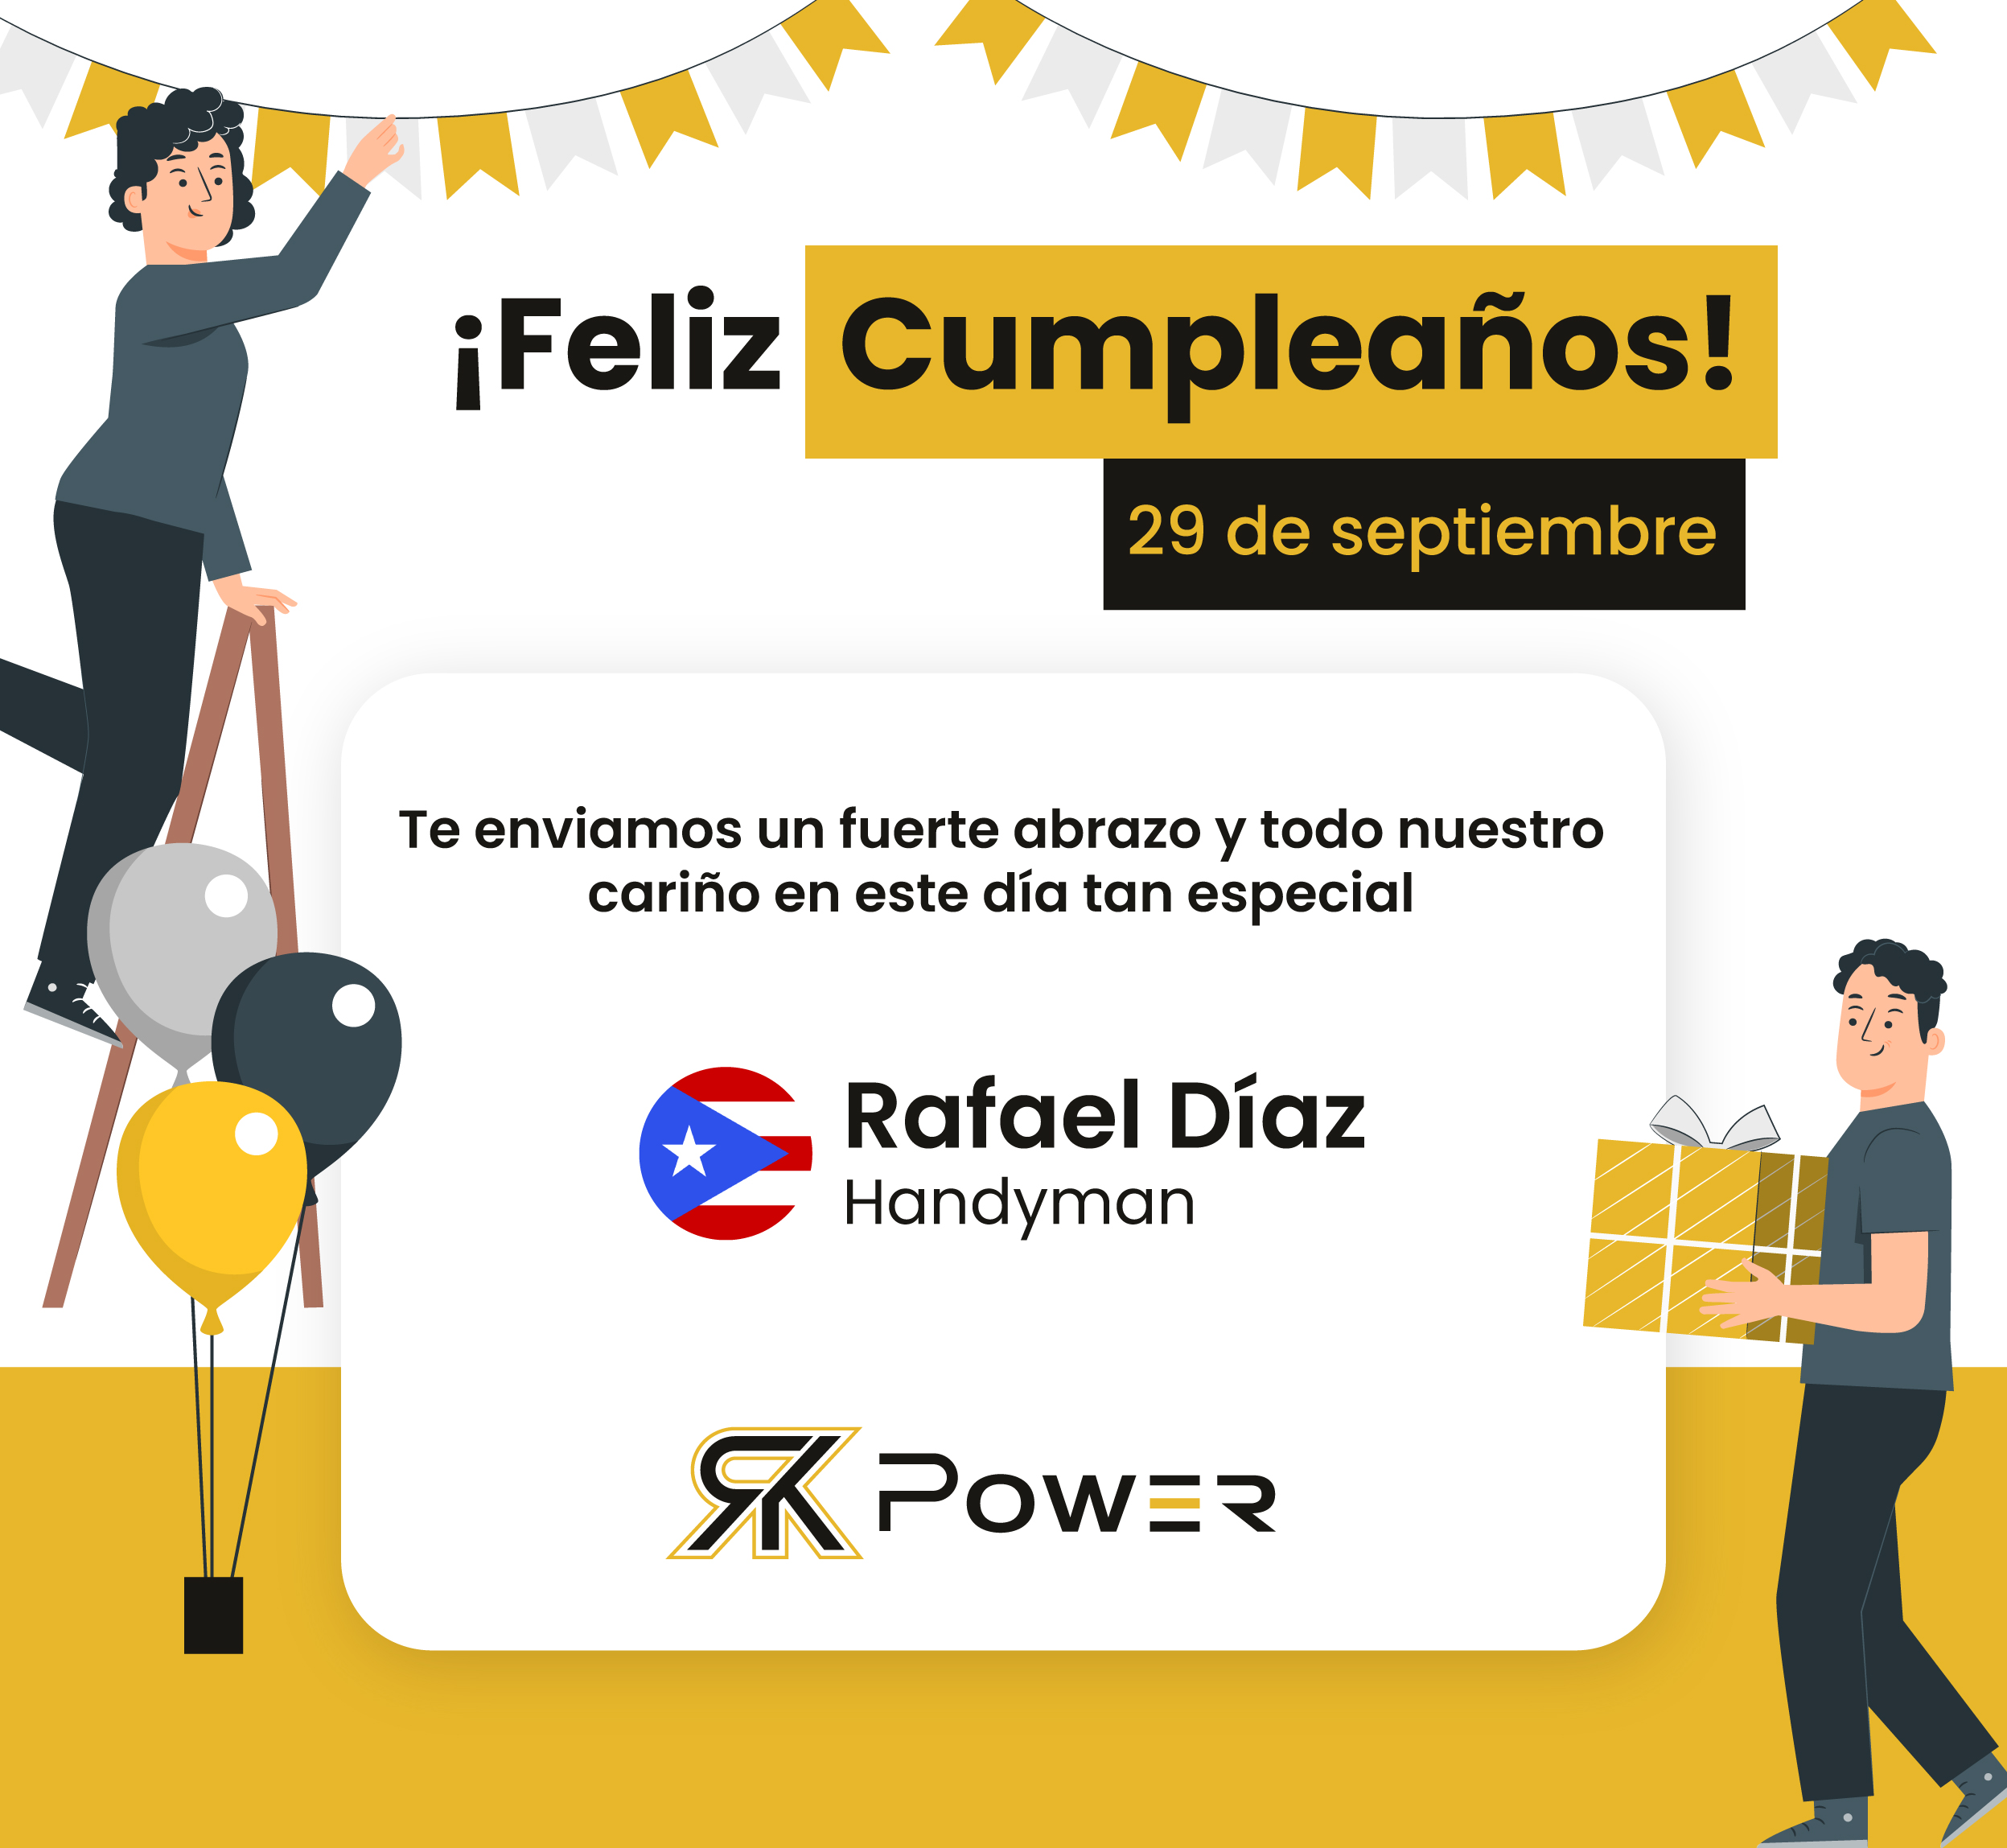 ¡Feliz Cumpleaños!
29 de septiembre
Te enviamos un fuerte abrazo y todo nuestro
cariño en este día tan especial
Rafael Díaz
Handyman
RK Power